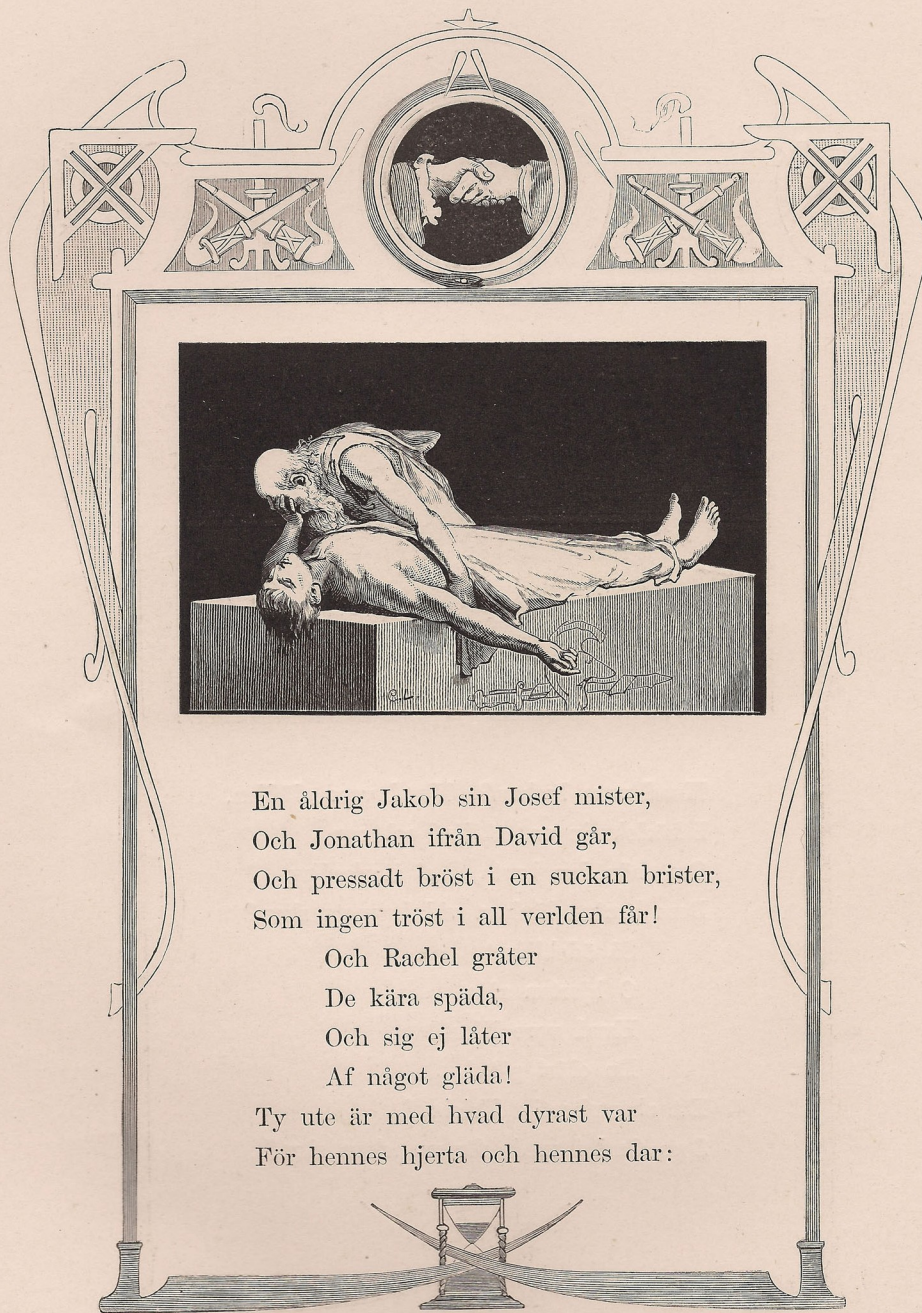 En åldrig Jakob sin Josef mister,
Och Jonathan ifrån David går,
Och pressadt bröst i en suckan brister,
Som ingen tröst i all verlden får!
Och Rachel gråter
De kära späda,
Och sig ej låter
Af något gläda!
Ty ute är med hvad dyrast var
För hennes hjerta och hennes dar: